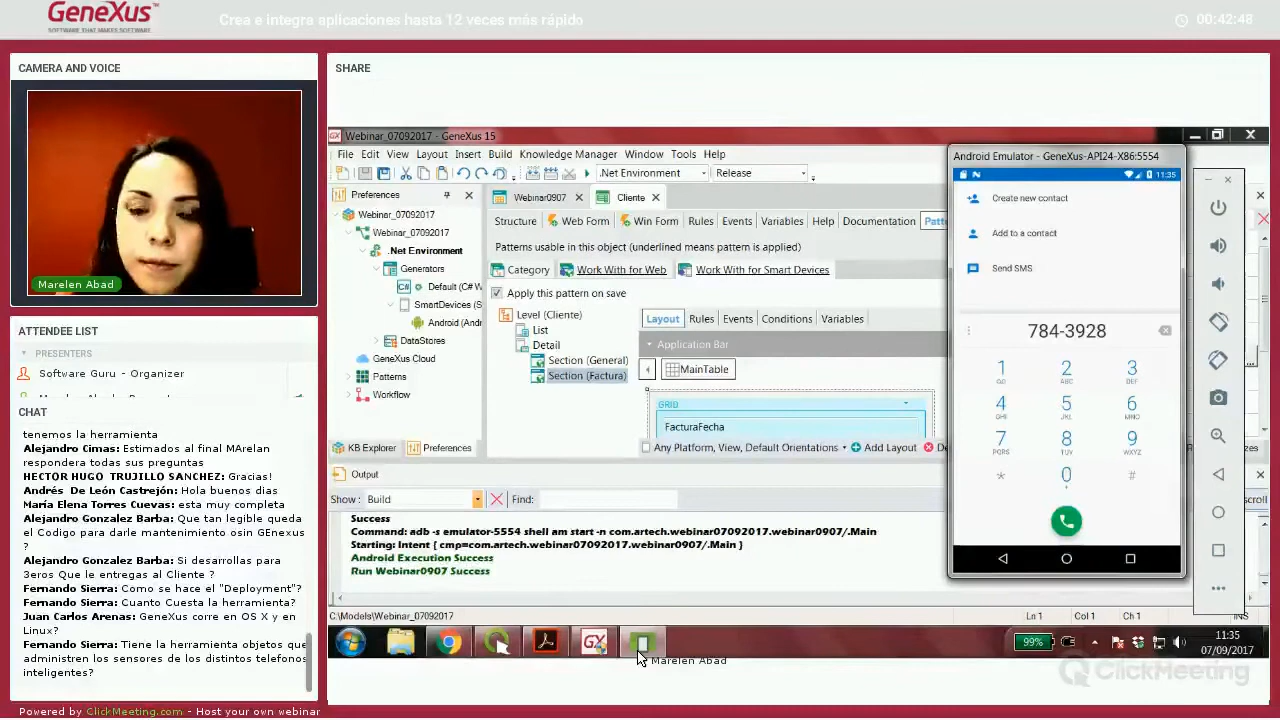 GeneXus™
SOFTWARE THAT MAKES SOFTWARE
Crea e integra aplicaciones hasta 12 veces más rápido
00:42:48
CAMERA AND VOICE
Marelen Abad
ATTENDEE LIST
PRESENTERS
Software Guru - Organizer
CHAT
tenemos la herramienta
Alejandro Cimas: Estimados al final MArelan
respondera todas sus preguntas
HECTOR HUGO TRUJILLO SANCHEZ: Gracias!
Andrés De León Castrejón: Hola buenos dias
María Elena Torres Cuevas: esta muy completa
Alejandro Gonzalez Barba: Que tan legible queda
el Codigo para darle mantenimiento osin GEnexus
?
Alejandro Gonzalez Barba: Si desarrollas para
3eros Que le entregas al Cliente ?
Fernando Sierra: Como se hace el "Deployment"?
Fernando Sierra: Cuanto Cuesta la herramienta?
Juan Carlos Arenas: GeneXus corre en OS X y en
Linux?
Fernando Sierra: Tiene la herramienta objetos que
administren los sensores de los distintos telefonos
inteligentes?
Powered by ClickMeeting.com - Host your own webinar
SHARE
GX Webinar_07092017 - GeneXus 15
File Edit View Layout Insert Build Knowledge Manager Window Tools Help
.Net Environment Release
Preferences
Webinar_07092017
Webinar_07092017
.Net Environment
Generators
C# Default (C# W
SmartDevices (Sm
Android (Andr
DataStores
GeneXus Cloud
Patterns
Workflow
KB Explorer Preferences
Webinar0907 Cliente
Structure Web Form Win Form Rules Events Variables Help Documentation Patte
Patterns usable in this object (underlined means pattern is applied)
Category Work With for Web Work With for Smart Devices
Apply this pattern on save
Level (Cliente)
List
Detail
Section (General)
Section (Factura)
Layout Rules Events Conditions Variables
Application Bar
MainTable
GRID
FacturaFecha
Any Platform, View, Default Orientations Add Layout De
Output
Show: Build Find:
Success
Command: adb -s emulator-5554 shell am start -n com.artech.webinar07092017.webinar0907/.Main
Starting: Intent { cmp=com.artech.webinar07092017.webinar0907/.Main }
Android Execution Success
Run Webinar0907 Success
C:\Models\Webinar_07092017 Ln 1 Col 1 Ch 1 INS
Android Emulator - GeneXus-API24-X86:5554
11:35
Create new contact
Add to a contact
Send SMS
784-3928
1 2 3
ABC DEF
4 5 6
GHI JKL MNO
7 8 9
PQRS TUV WXYZ
* 0 #
+
99%
11:35
07/09/2017
Marelen Abad
ClickMeeting